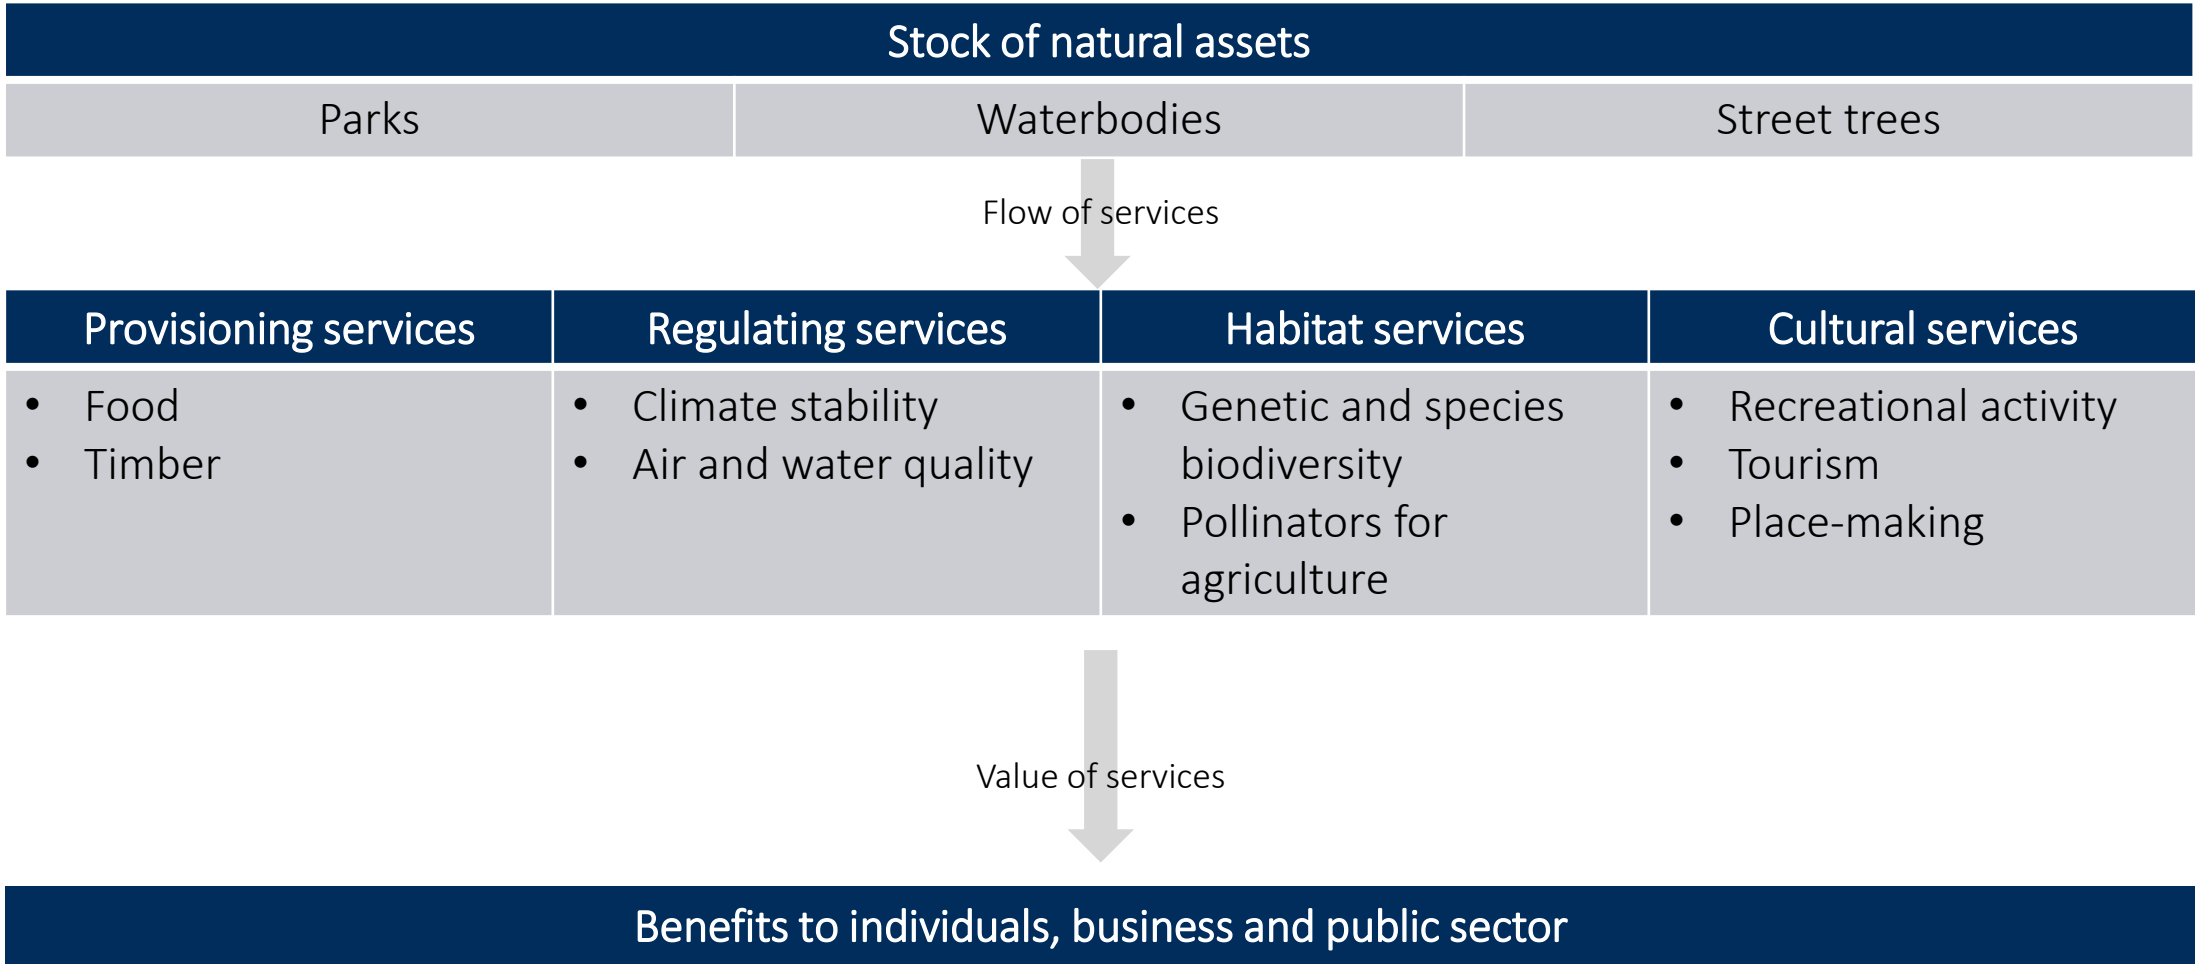 Stock of natural assets
Parks
Waterbodies
Street trees
Flow of services
Provisioning services
Regulating services
Habitat services
Cultural services
• Food
• Timber
• Climate stability
• Air and water quality
• Genetic and species
biodiversity
• Pollinators for
agriculture
• Recreational activity
• Tourism
• Place-making
Value of services
Benefits to individuals, business and public sector